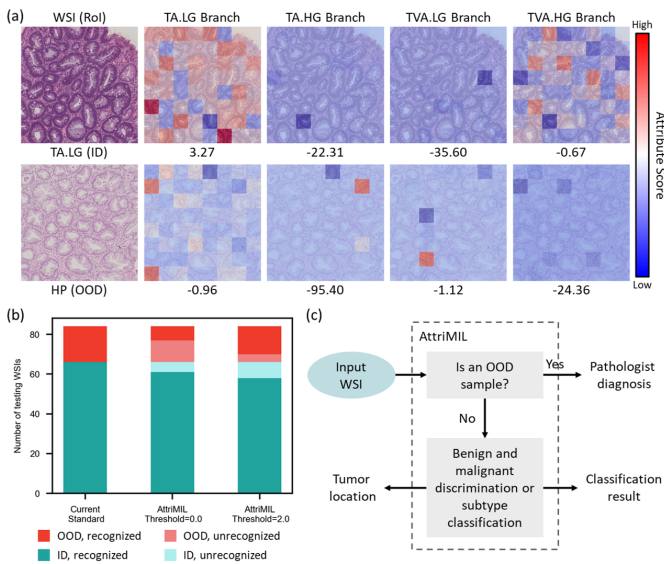 (a)
WSI (RoI) TA.LG Branch TA.HG Branch TVA.LG Branch TVA.HG Branch
High
Attribute Score
Low
TA.LG (ID) 3.27 -22.31 -35.60 -0.67
HP (OOD) -0.96 -95.40 -1.12 -24.36
(b)
Number of testing WSIs
80
60
40
20
0
Current
Standard
AttriMIL
Threshold=0.0
AttriMIL
Threshold=2.0
OOD, recognized OOD, unrecognized
ID, recognized ID, unrecognized
(c)
AttriMIL
Input
WSI
Is an OOD
sample?
Yes
Pathologist
diagnosis
No
Tumor
location
Benign and
malignant
discrimination or
subtype
classification
Classification
result